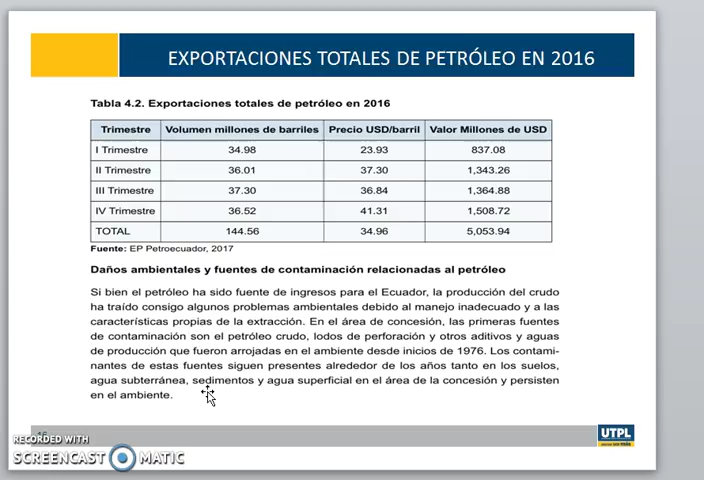 EXPORTACIONES TOTALES DE PETRÓLEO EN 2016
Tabla 4.2. Exportaciones totales de petróleo en 2016
Trimestre Volumen millones de barriles Precio USD/barril Valor Millones de USD
I Trimestre 34.98 23.93 837.08
II Trimestre 36.01 37.30 1,343.26
III Trimestre 37.30 36.84 1,364.88
IV Trimestre 36.52 41.31 1,508.72
TOTAL 144.56 34.96 5,053.94
Fuente: EP Petroecuador, 2017
Daños ambientales y fuentes de contaminación relacionadas al petróleo
Si bien el petróleo ha sido fuente de ingresos para el Ecuador, la producción del crudo
ha traído consigo algunos problemas ambientales debido al manejo inadecuado y a las
características propias de la extracción. En el área de concesión, las primeras fuentes
de contaminación son el petróleo crudo, lodos de perforación y otros aditivos y aguas
de producción que fueron arrojadas en el ambiente desde inicios de 1976. Los contami-
nantes de estas fuentes siguen presentes alrededor de los años tanto en los suelos,
agua subterránea, sedimentos y agua superficial en el área de la concesión y persisten
en el ambiente.
UTPL
RECORDED WITH
SCREENCAST MATIC